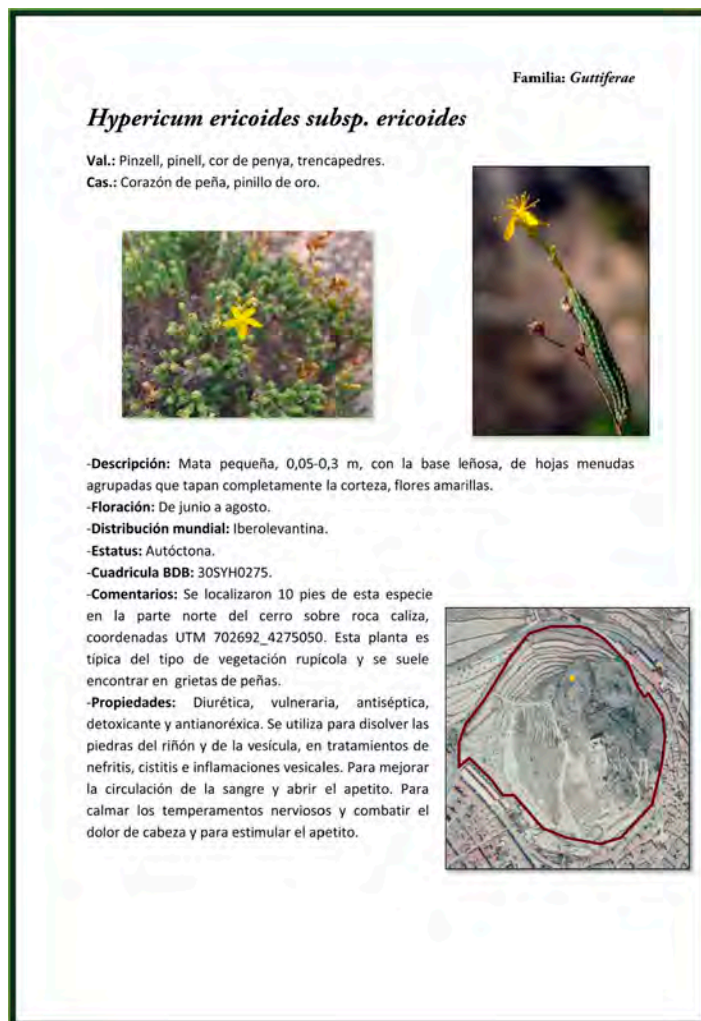 Familia: Guttiferae
Hypericum ericoides subsp. ericoides
Val.: Pinzell, pinell, cor de penya, trencapedres.
Cas.: Corazón de peña, pinillo de oro.
-Descripción: Mata pequeña, 0,05-0,3 m, con la base leñosa, de hojas menudas
agrupadas que tapan completamente la corteza, flores amarillas.
-Floración: De junio a agosto.
-Distribución mundial: Iberolevantina.
-Estatus: Autóctona.
-Cuadricula BDB: 30SYH0275.
-Comentarios: Se localizaron 10 pies de esta especie
en la parte norte del cerro sobre roca caliza,
coordenadas UTM 702692_4275050. Esta planta es
típica del tipo de vegetación rupícola y se suele
encontrar en grietas de peñas.
-Propiedades: Diurética, vulneraria, antiséptica,
detoxicante y antianoréxica. Se utiliza para disolver las
piedras del riñón y de la vesícula, en tratamientos de
nefritis, cistitis e inflamaciones vesicales. Para mejorar
la circulación de la sangre y abrir el apetito. Para
calmar los temperamentos nerviosos y combatir el
dolor de cabeza y para estimular el apetito.